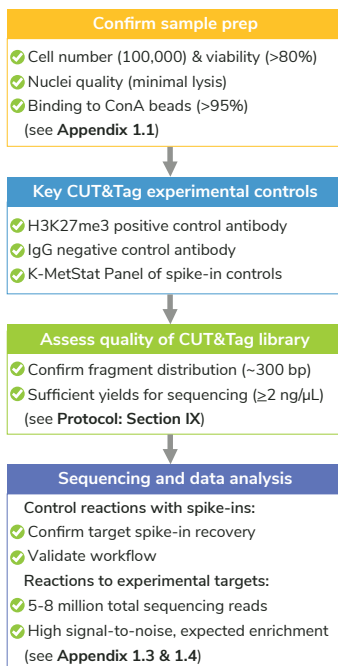 Confirm sample prep
Cell number (100,000) & viability (>80%)
Nuclei quality (minimal lysis)
Binding to ConA beads (>95%)
(see Appendix 1.1)
Key CUT&Tag experimental controls
H3K27me3 positive control antibody
IgG negative control antibody
K-MetStat Panel of spike-in controls
Assess quality of CUT&Tag library
Confirm fragment distribution (~300 bp)
Sufficient yields for sequencing (≥2 ng/µL)
(see Protocol: Section IX)
Sequencing and data analysis
Control reactions with spike-ins:
Confirm target spike-in recovery
Validate workflow
Reactions to experimental targets:
5-8 million total sequencing reads
High signal-to-noise, expected enrichment
(see Appendix 1.3 & 1.4)